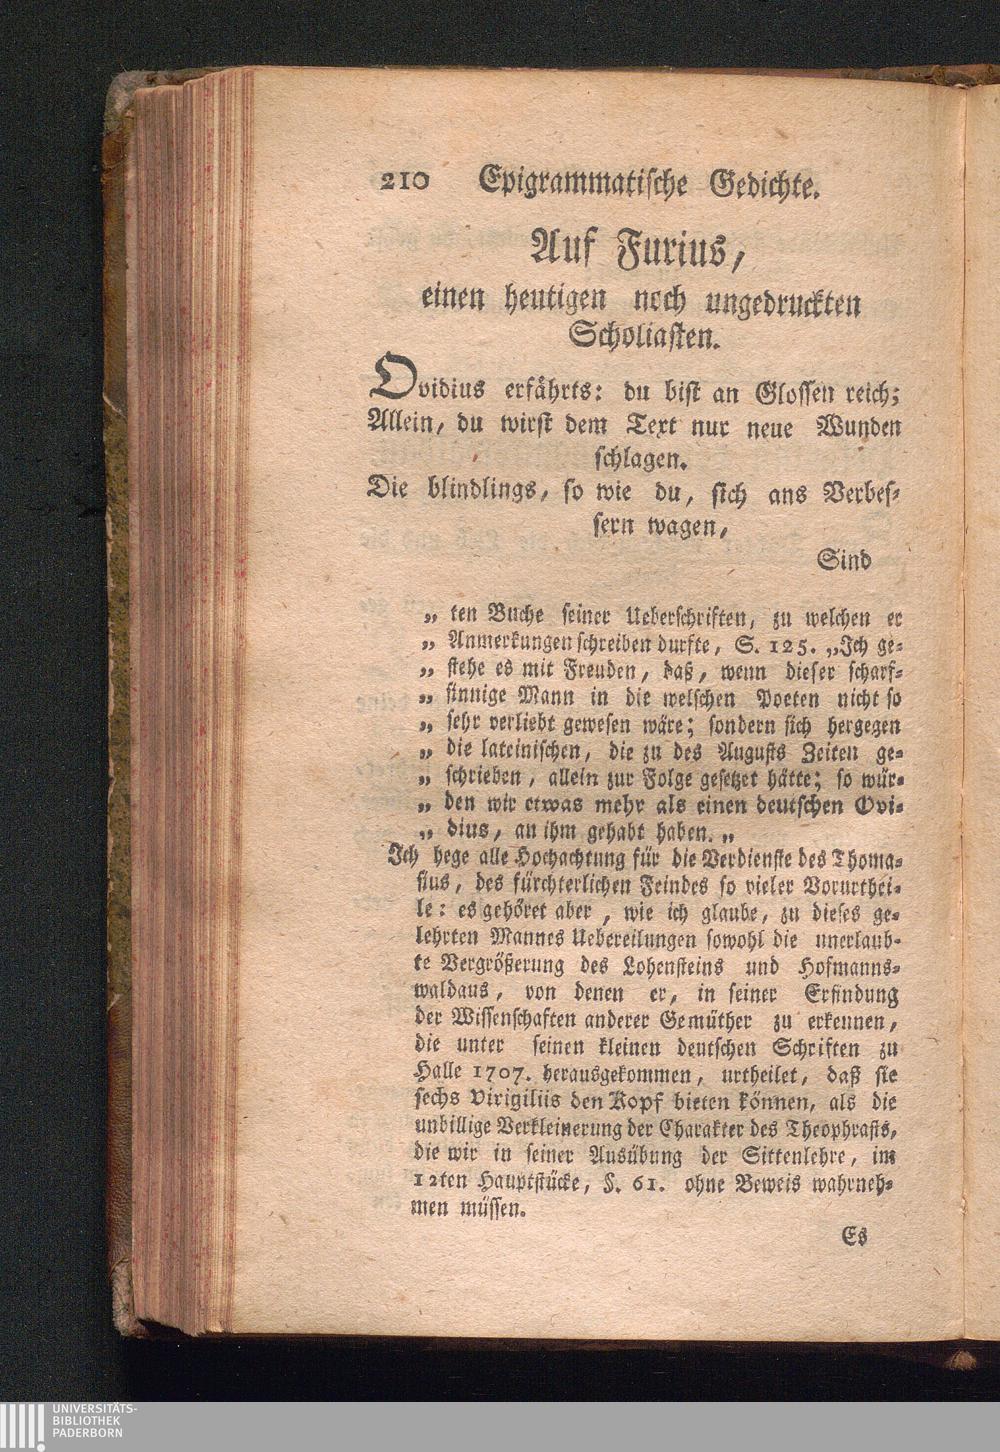 210 Epigrammatische Gedichte.
Auf Furius,
einen heutigen noch ungedruckten
Scholiasten.
Ovidius erfährts: du bist an Glossen reich;
Allein, du wirst dem Text nur neue Wunden
schlagen.
Die blindlings, so wie du, sich ans Verbes-
sern wagen,
Sind
„ ten Buche seiner Ueberschriften, zu welchen er
„ Anmerkungen schreiben durfte, S. 125. „Ich ge-
„ stehe es mit Freuden, daß, wenn dieser scharf-
„ sinnige Mann in die welschen Poeten nicht so
„ sehr verliebt gewesen wäre; sondern sich hergegen
„ die lateinischen, die zu des Augusts Zeiten ge-
„ schrieben, allein zur Folge gesetzet hätte; so wür-
„ den wir etwas mehr als einen deutschen Ovi-
„ dius, an ihm gehabt haben. „
Ich hege alle Hochachtung für die Verdienste des Thoma-
sius, des fürchterlichen Feindes so vieler Vorurthei-
le: es gehöret aber, wie ich glaube, zu dieses ge-
lehrten Mannes Uebereilungen sowohl die unerlaub-
te Vergrößerung des Lohensteins und Hofmanns-
waldaus, von denen er, in seiner Erfindung
der Wissenschaften anderer Gemüther zu erkennen,
die unter seinen kleinen deutschen Schriften zu
Halle 1707. herausgekommen, urtheilet, daß sie
sechs Virigiliis den Kopf bieten können, als die
unbillige Verkleinerung der Charakter des Theophrasts,
die wir in seiner Ausübung der Sittenlehre, im
12ten Hauptstücke, §. 61. ohne Beweis wahrneh-
men müssen.
Es
UNIVERSITÄTS-
BIBLIOTHEK
PADERBORN